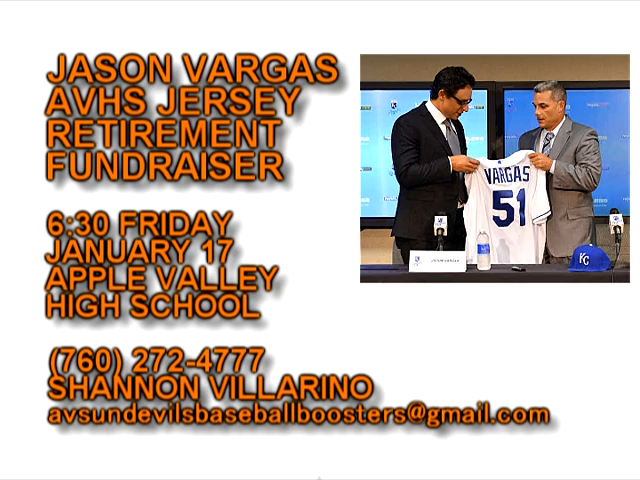 JASON VARGAS
AVHS JERSEY
RETIREMENT
FUNDRAISER
6:30 FRIDAY
JANUARY 17
APPLE VALLEY
HIGH SCHOOL
(760) 272-4777
SHANNON VILLARINO
avsundevilsbaseballboosters@gmail.com
VARGAS
51
KC